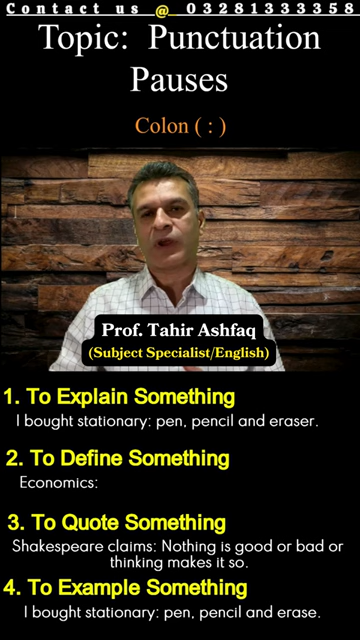 Contact us @ 03281333358
Topic: Punctuation
Pauses
Colon ( : )
Prof. Tahir Ashfaq
(Subject Specialist/English)
1. To Explain Something
I bought stationary: pen, pencil and eraser.
2. To Define Something
Economics:
3. To Quote Something
Shakespeare claims: Nothing is good or bad or
thinking makes it so.
4. To Example Something
I bought stationary: pen, pencil and erase.